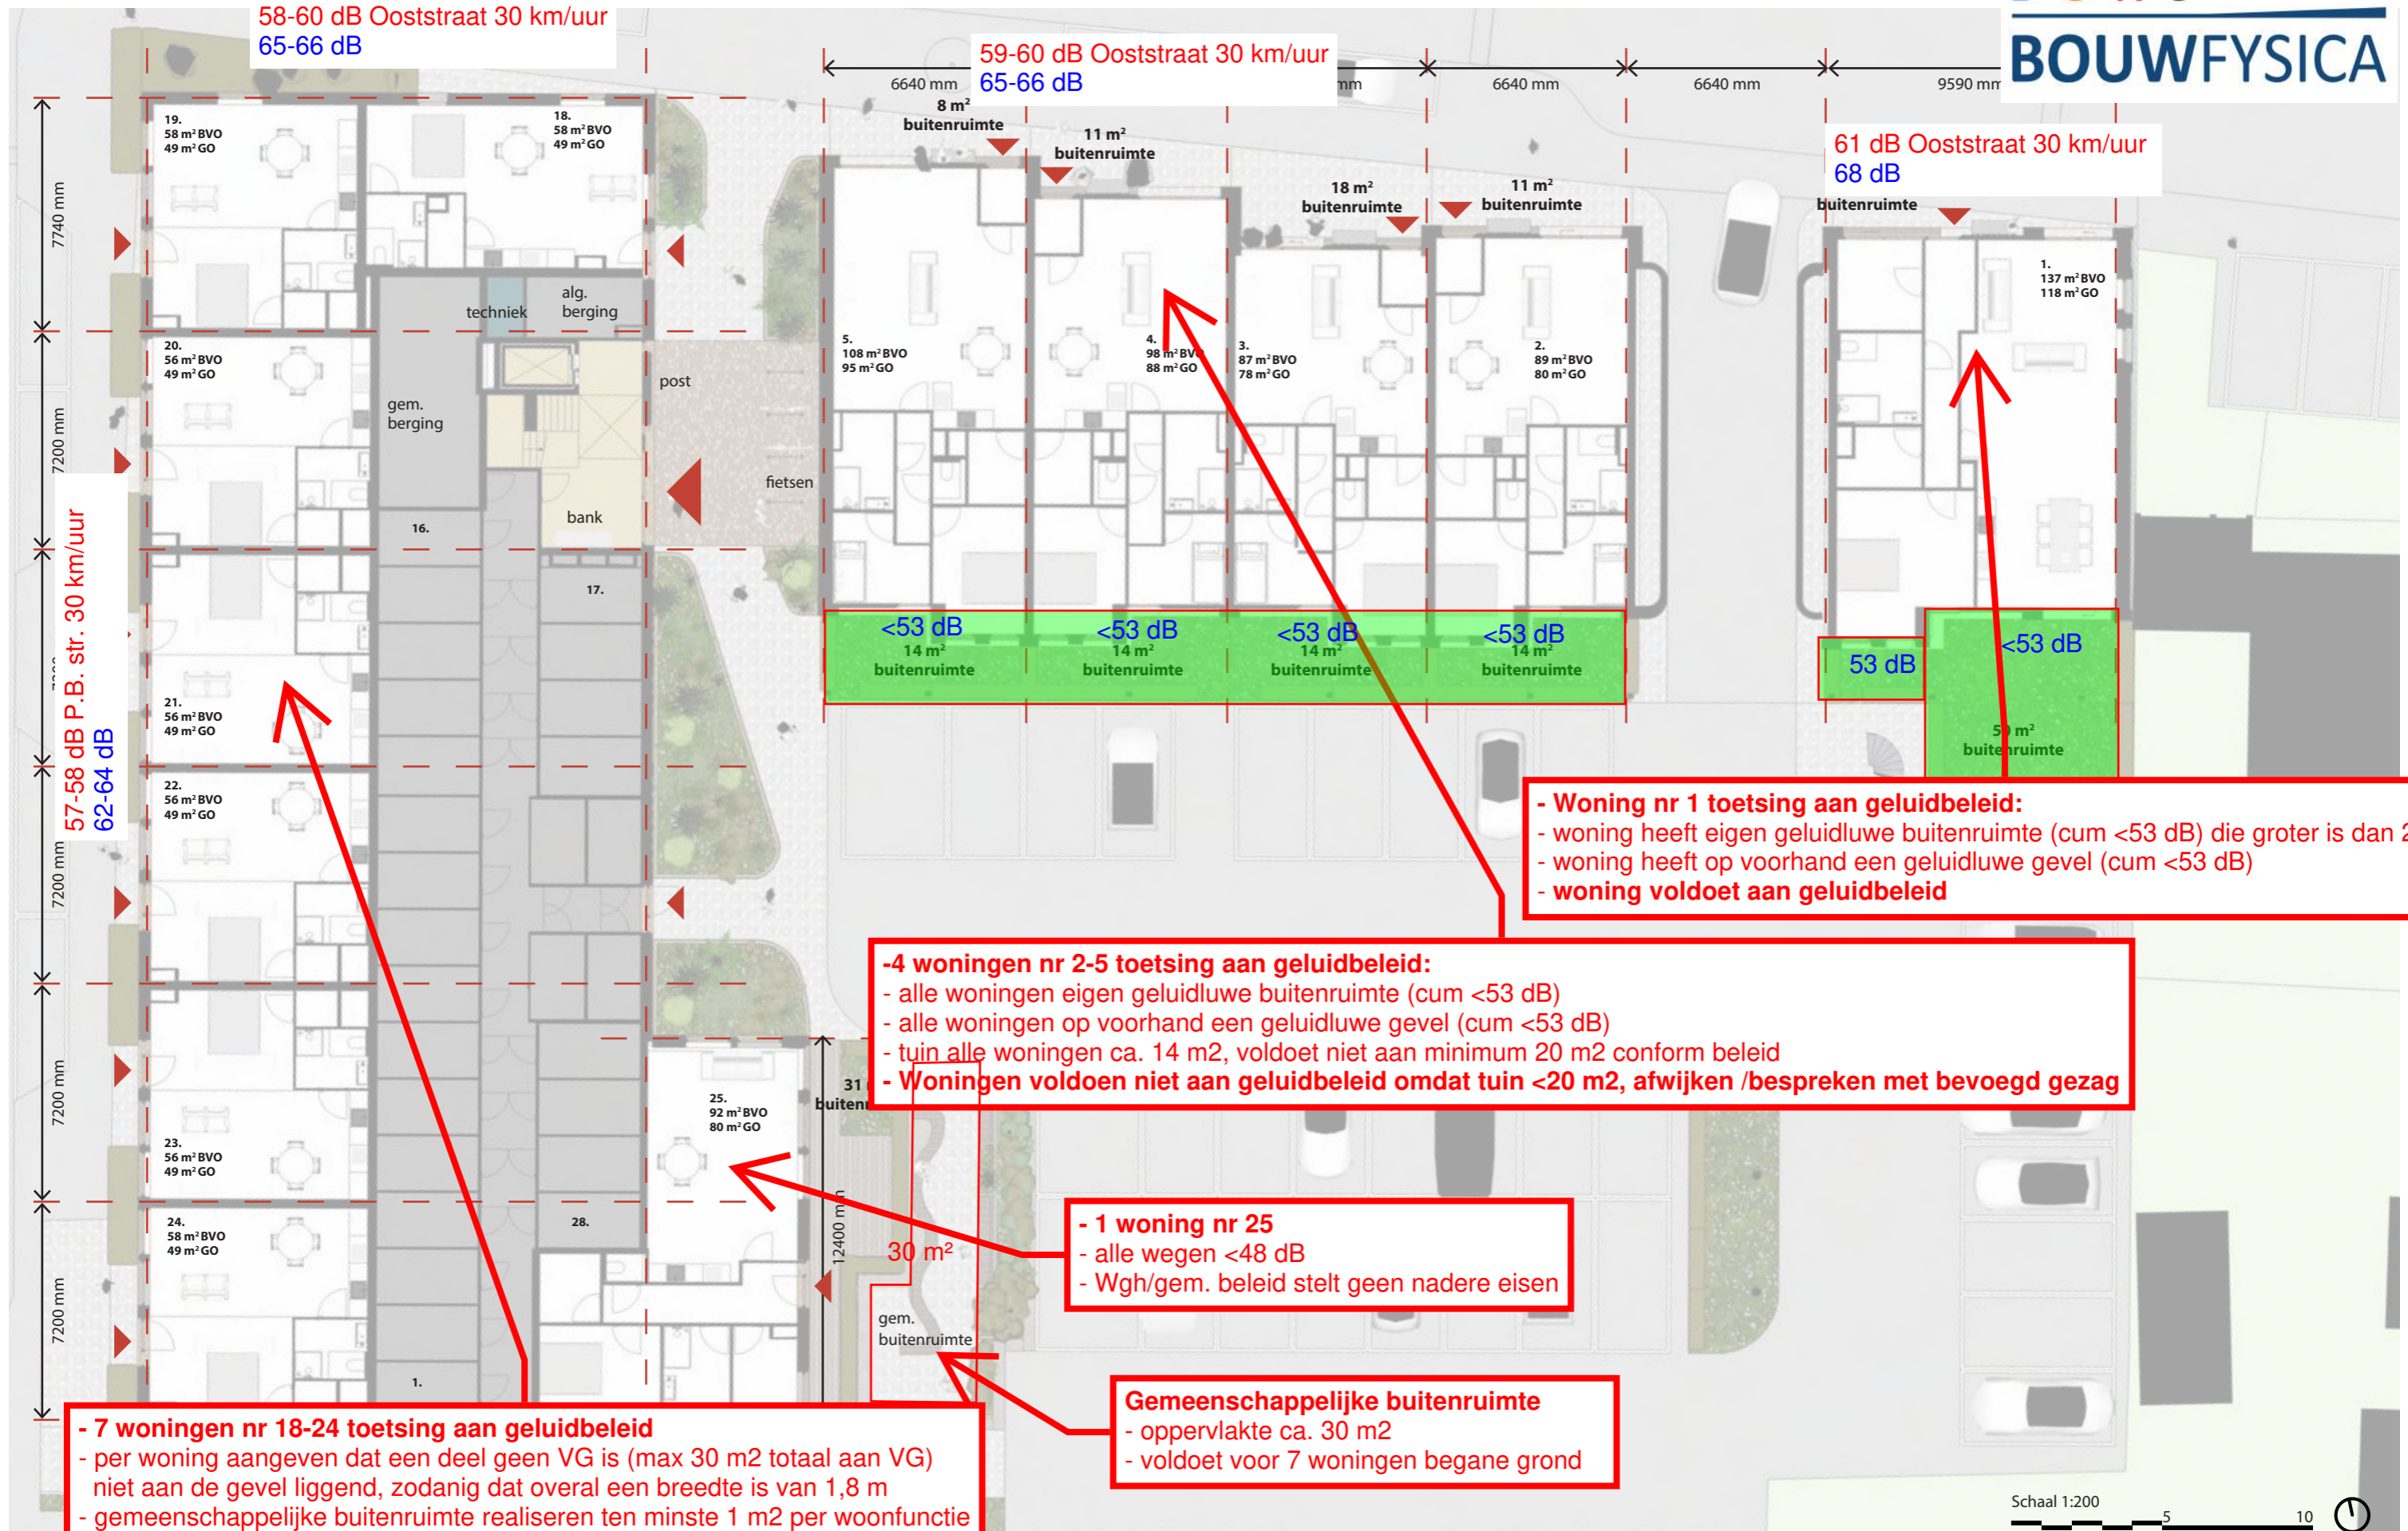 58-60 dB Ooststraat 30 km/uur
65-66 dB
59-60 dB Ooststraat 30 km/uur
65-66 dB
BOUWFYSICA
6640 mm
mm
6640 mm
6640 mm
9590 mm
61 dB Ooststraat 30 km/uur
68 dB
buitenruimte
8 m²
buitenruimte
11 m²
buitenruimte
18 m²
buitenruimte
11 m²
buitenruimte
19.
58 m² BVO
49 m² GO
18.
58 m² BVO
49 m² GO
7740 mm
techniek
alg.
berging
1.
137 m² BVO
118 m² GO
20.
56 m² BVO
49 m² GO
5.
108 m² BVO
95 m² GO
4.
98 m² BVO
88 m² GO
3.
87 m² BVO
78 m² GO
2.
89 m² BVO
80 m² GO
post
gem.
berging
7200 mm
fietsen
bank
16.
17.
57-58 dB P.B. str. 30 km/uur
62-64 dB
<53 dB
14 m²
buitenruimte
<53 dB
14 m²
buitenruimte
<53 dB
14 m²
buitenruimte
<53 dB
14 m²
buitenruimte
53 dB
<53 dB
50 m²
buitenruimte
21.
56 m² BVO
49 m² GO
22.
56 m² BVO
49 m² GO
7200 mm
- Woning nr 1 toetsing aan geluidbeleid:
- woning heeft eigen geluidluwe buitenruimte (cum <53 dB) die groter is dan 2
- woning heeft op voorhand een geluidluwe gevel (cum <53 dB)
- woning voldoet aan geluidbeleid
-4 woningen nr 2-5 toetsing aan geluidbeleid:
- alle woningen eigen geluidluwe buitenruimte (cum <53 dB)
- alle woningen op voorhand een geluidluwe gevel (cum <53 dB)
- tuin alle woningen ca. 14 m2, voldoet niet aan minimum 20 m2 conform beleid
- Woningen voldoen niet aan geluidbeleid omdat tuin <20 m2, afwijken /bespreken met bevoegd gezag
7200 mm
25.
92 m² BVO
80 m² GO
31
buitenr
23.
56 m² BVO
49 m² GO
24.
58 m² BVO
49 m² GO
28.
12400 mm
30 m²
- 1 woning nr 25
- alle wegen <48 dB
- Wgh/gem. beleid stelt geen nadere eisen
7200 mm
gem.
buitenruimte
1.
Gemeenschappelijke buitenruimte
- oppervlakte ca. 30 m2
- voldoet voor 7 woningen begane grond
- 7 woningen nr 18-24 toetsing aan geluidbeleid
- per woning aangeven dat een deel geen VG is (max 30 m2 totaal aan VG)
niet aan de gevel liggend, zodanig dat overal een breedte is van 1,8 m
- gemeenschappelijke buitenruimte realiseren ten minste 1 m2 per woonfunctie
Schaal 1:200
5
10